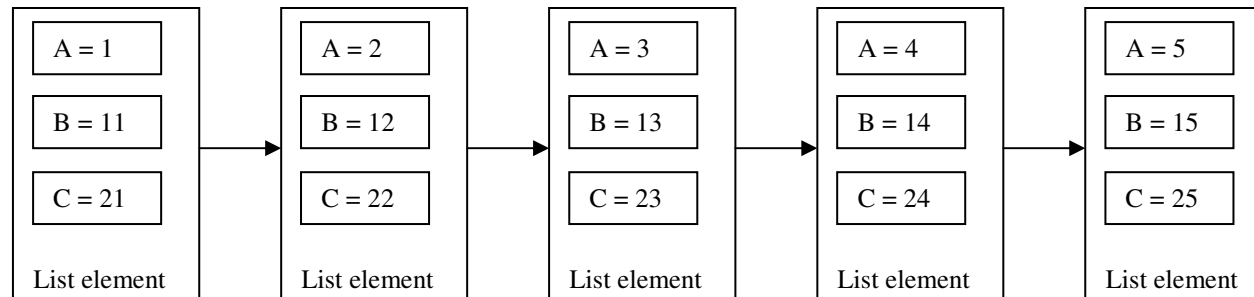 A = 1
B = 11
C = 21
List element
A = 2
B = 12
C = 22
List element
A = 3
B = 13
C = 23
List element
A = 4
B = 14
C = 24
List element
A = 5
B = 15
C = 25
List element